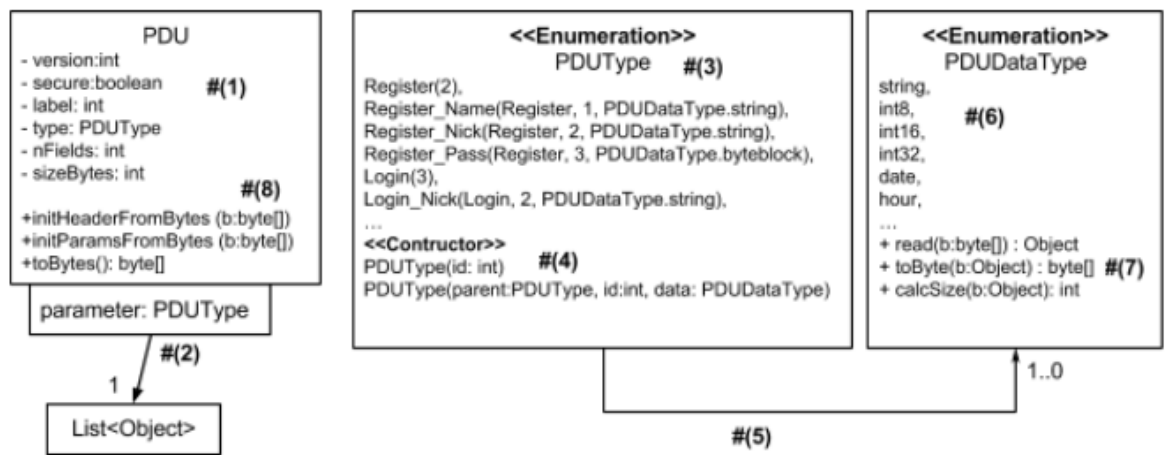 PDU
- version:int
- secure:boolean
#(1)
- label: int
- type: PDUType
- nFields: int
- sizeBytes: int
#(8)
+initHeaderFromBytes (b:byte[])
+initParamsFromBytes (b:byte[])
+toBytes(): byte[]
parameter: PDUType
#(2)
1
List<Object>
<<Enumeration>>
PDUType
#(3)
Register(2),
Register_Name(Register, 1, PDUDataType.string),
Register_Nick(Register, 2, PDUDataType.string),
Register_Pass(Register, 3, PDUDataType.byteblock),
Login(3),
Login_Nick(Login, 2, PDUDataType.string),
...
<<Contructor>>
PDUType(id: int)
#(4)
PDUType(parent:PDUType, id:int, data: PDUDataType)
<<Enumeration>>
PDUDataType
string,
int8,
#(6)
int16,
int32,
date,
hour,
...
+ read(b:byte[]) : Object
+ toByte(b:Object) : byte[]
#(7)
+ calcSize(b:Object): int
1..0
#(5)